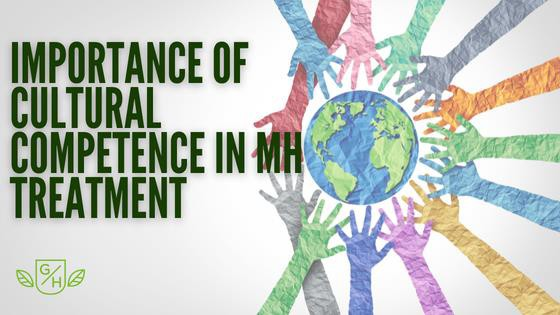 IMPORTANCE OF
CULTURAL
COMPETENCE IN MH
TREATMENT
G
H